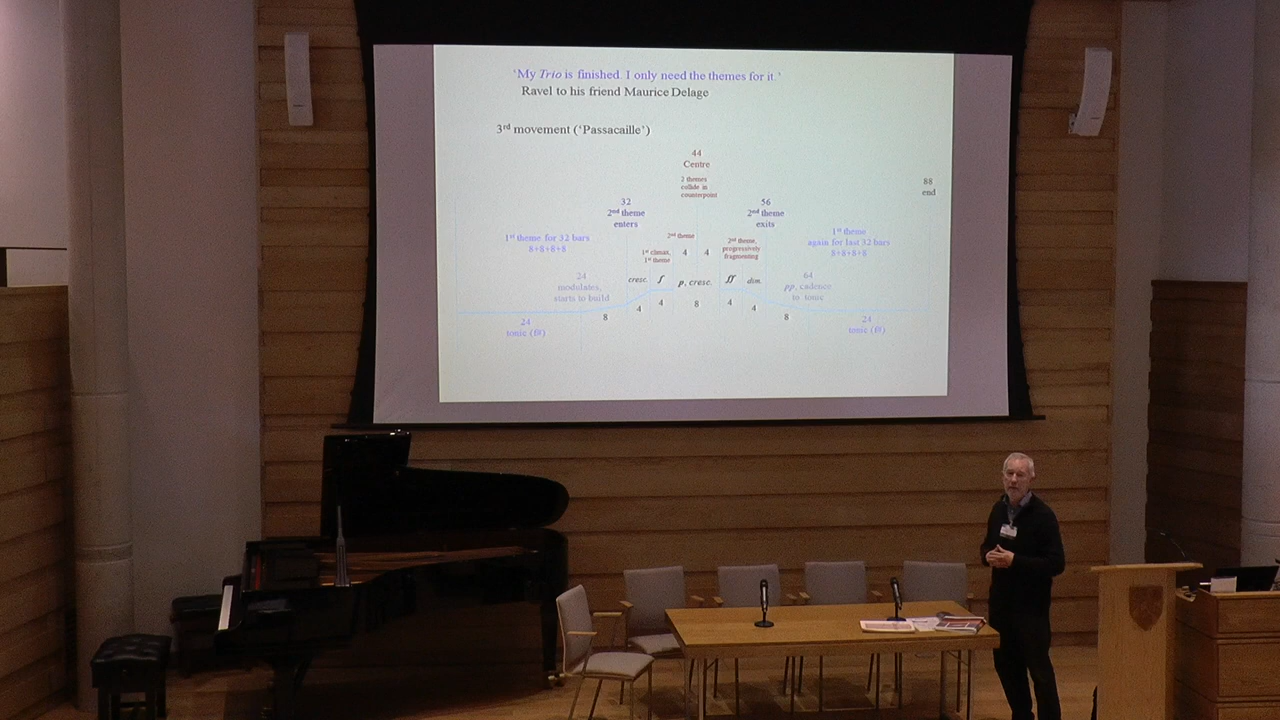 ‘My Trio is finished. I only need the themes for it.’
Ravel to his friend Maurice Delage
3rd movement (‘Passacaille’)
44
Centre
2 themes
collide in
counterpoint
88
end
32
2nd theme
enters
56
2nd theme
exits
1st theme for 32 bars
8+8+8+8
1st climax,
1st theme
2nd theme
4 4
2nd theme,
progressively
fragmenting
1st theme
again for last 32 bars
8+8+8+8
24
modulates,
starts to build
cresc. f p, cresc. ff dim.
64
pp, cadence
to tonic
8 4 4 8 4 4 8
24
tonic (f#)
24
tonic (f#)